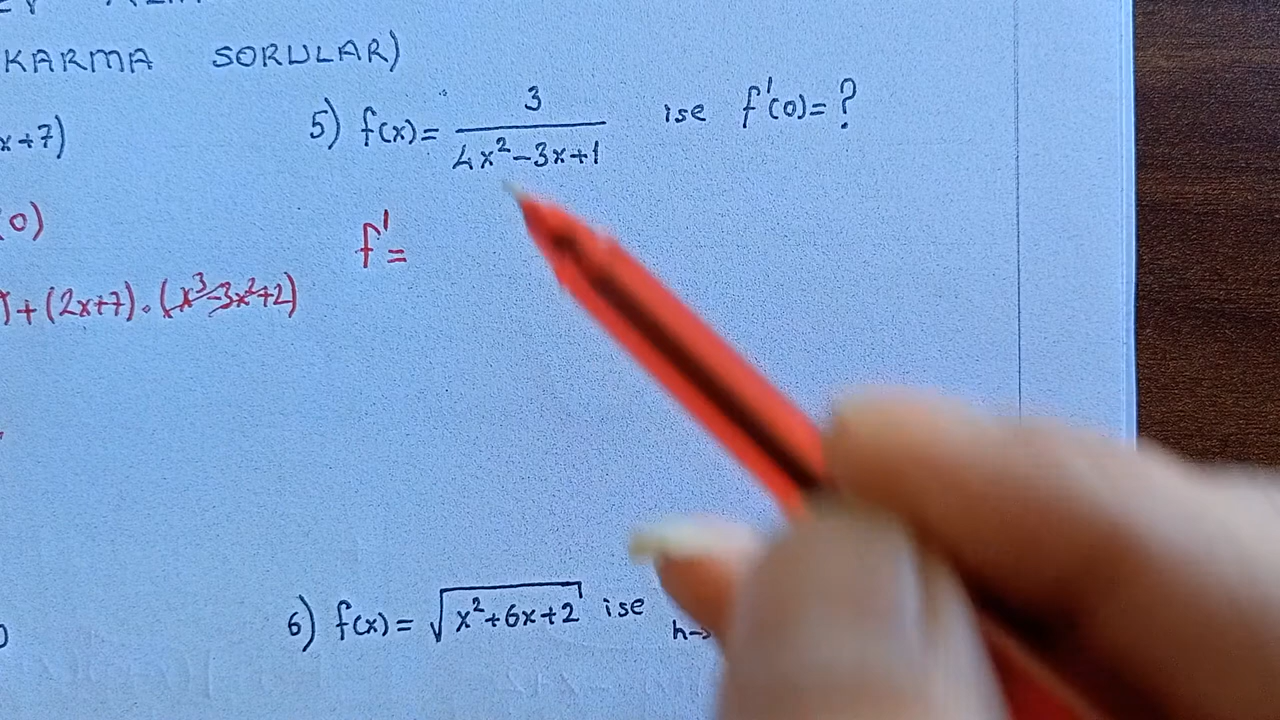 KARMA SORULAR)
x+7)
(0)
)+(2x+7).(x³-3x²+2)
5) f(x)= 3/(4x²-3x+1) ise f'(0)=?
f'=
6) f(x)= √(x²+6x+2) ise
h→